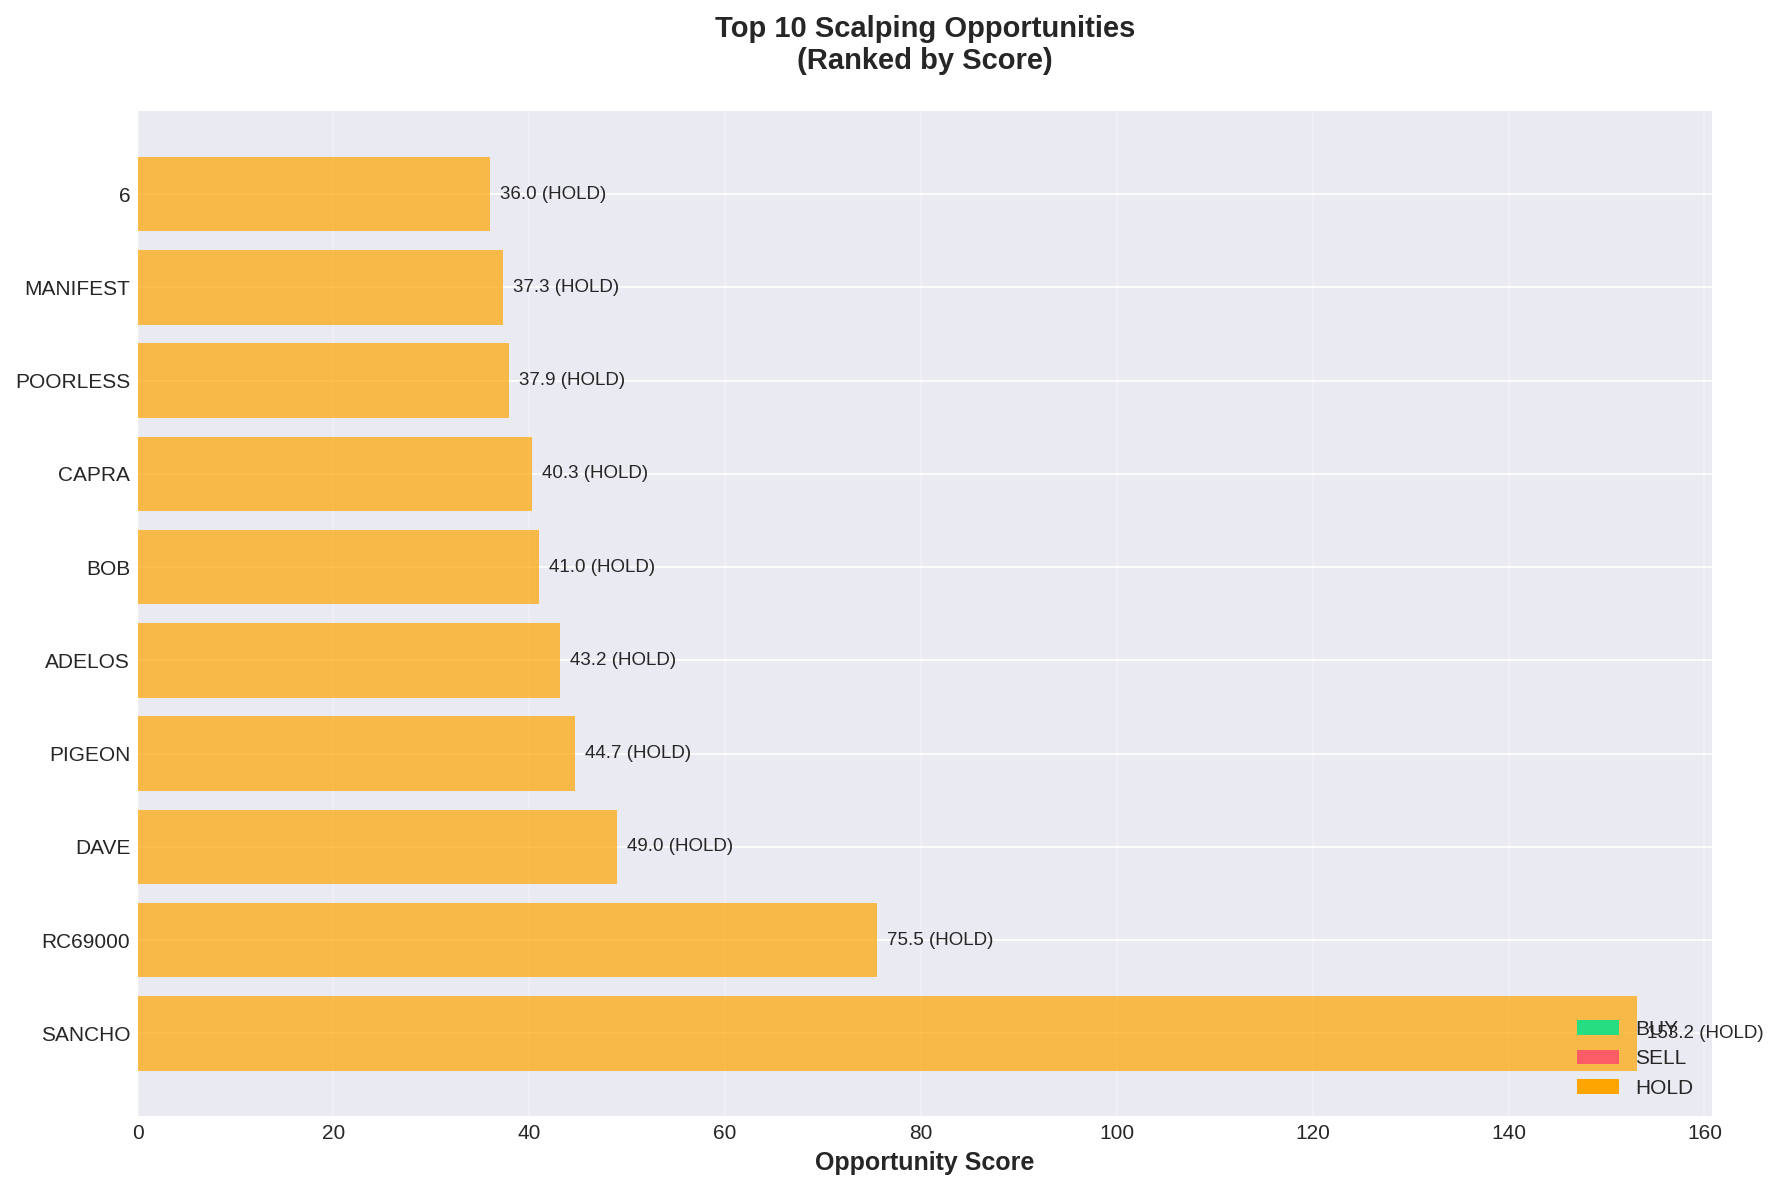 Top 10 Scalping Opportunities
(Ranked by Score)
6
36.0 (HOLD)
MANIFEST
37.3 (HOLD)
POORLESS
37.9 (HOLD)
CAPRA
40.3 (HOLD)
BOB
41.0 (HOLD)
ADELOS
43.2 (HOLD)
PIGEON
44.7 (HOLD)
DAVE
49.0 (HOLD)
RC69000
75.5 (HOLD)
SANCHO
153.2 (HOLD)
BUY
SELL
HOLD
0 20 40 60 80 100 120 140 160
Opportunity Score